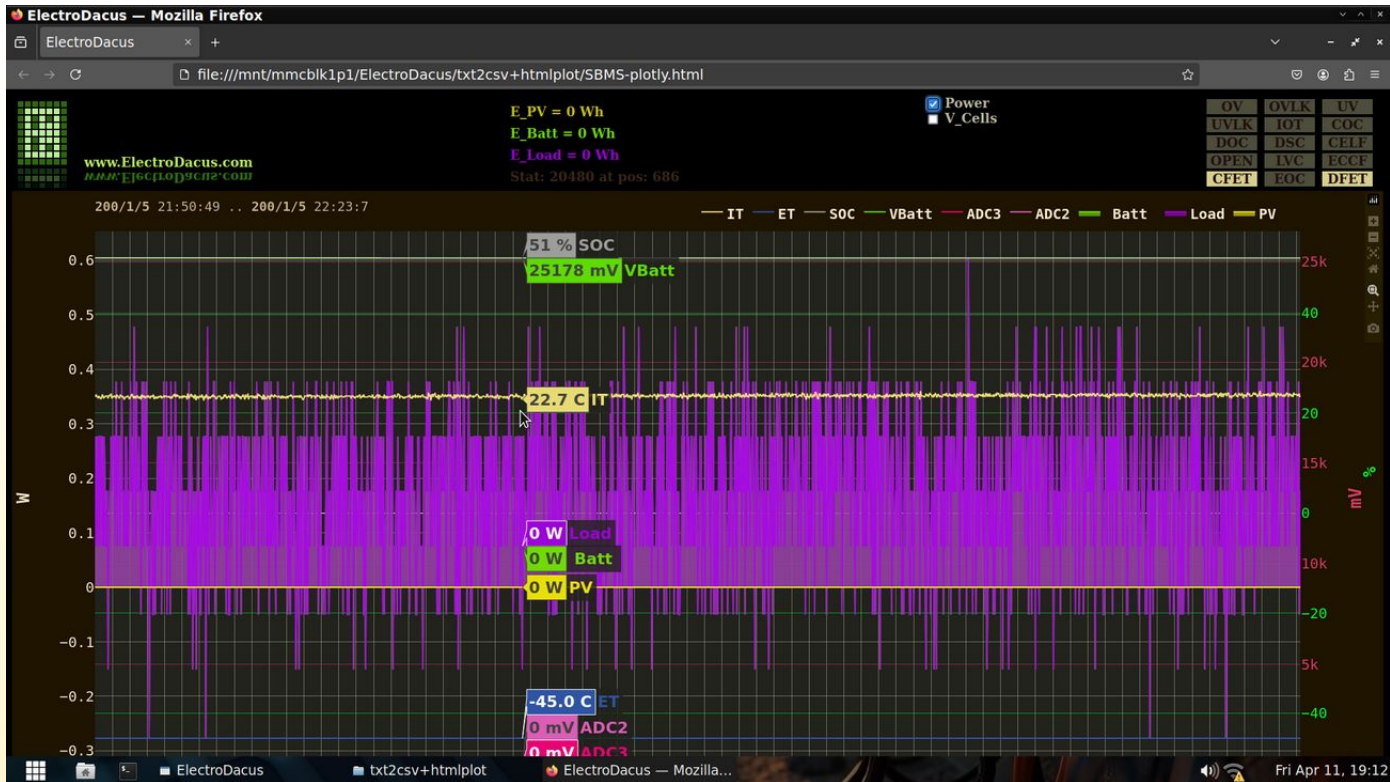 ElectroDacus — Mozilla Firefox
ElectroDacus × +
file:///mnt/mmcblk1p1/ElectroDacus/txt2csv+htmlplot/SBMS-plotly.html
www.ElectroDacus.com
www.ElectroDacus.com
E_PV = 0 Wh
E_Batt = 0 Wh
E_Load = 0 Wh
Stat: 20480 at pos: 686
Power
V_Cells
OV OVLK UV
UVLK IOT COC
DOC DSC CELF
OPEN LVC ECCF
CFET EOC DFET
200/1/5 21:50:49 .. 200/1/5 22:23:7
IT ET SOC VBatt ADC3 ADC2 Batt Load PV
51 % SOC
25178 mV VBatt
22.7 C IT
0 W Load
0 W Batt
0 W PV
-45.0 C ET
0 mV ADC2
0 mV ADC3
W
0.6
0.5
0.4
0.3
0.2
0.1
0
−0.1
−0.2
−0.3
25k
40
20k
20
15k
0
10k
−20
5k
−40
mV
%
ElectroDacus
txt2csv+htmlplot
ElectroDacus — Mozilla...
Fri Apr 11, 19:12